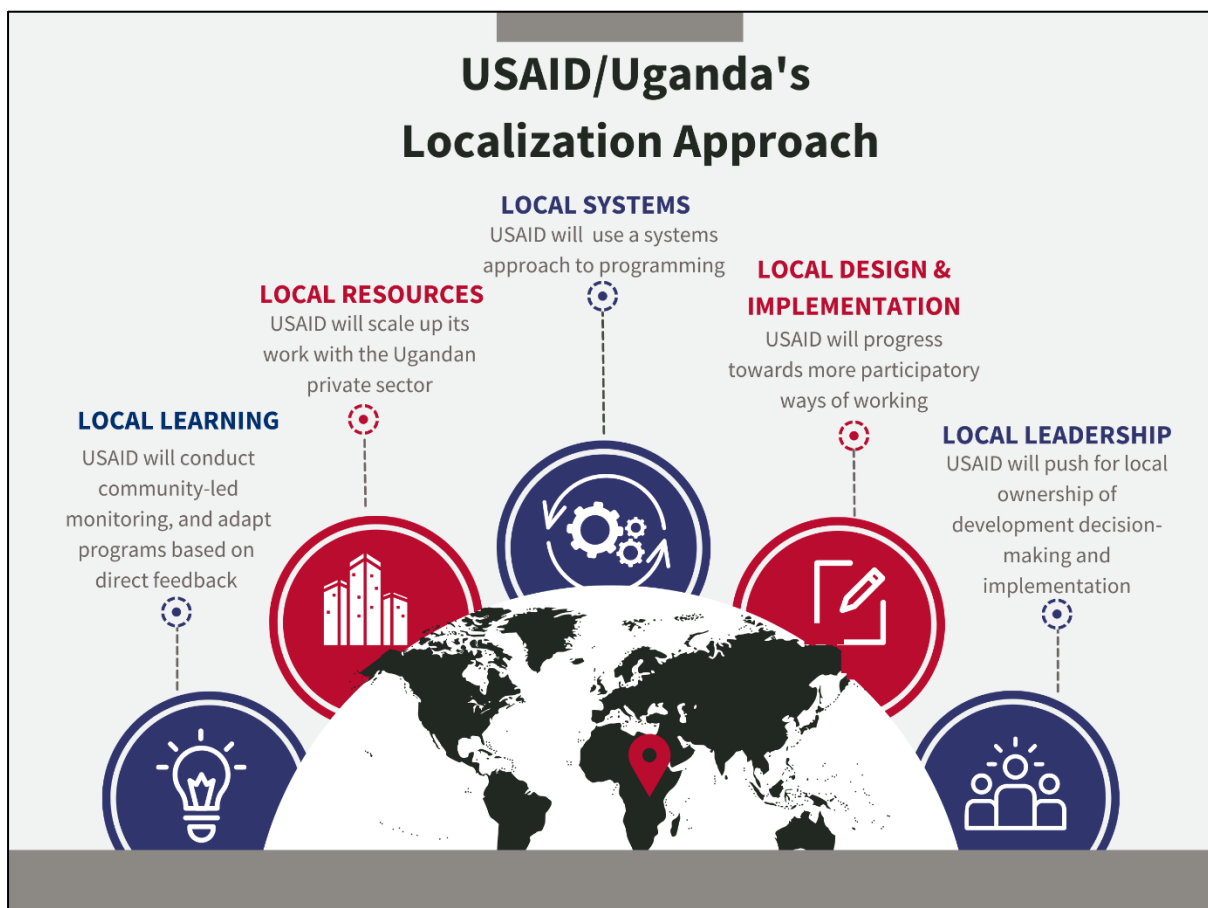 USAID/Uganda's
Localization Approach
LOCAL LEARNING
USAID will conduct
community-led
monitoring, and adapt
programs based on
direct feedback
LOCAL RESOURCES
USAID will scale up its
work with the Ugandan
private sector
LOCAL SYSTEMS
USAID will use a systems
approach to programming
LOCAL DESIGN &
IMPLEMENTATION
USAID will progress
towards more participatory
ways of working
LOCAL LEADERSHIP
USAID will push for local
ownership of
development decision-
making and
implementation